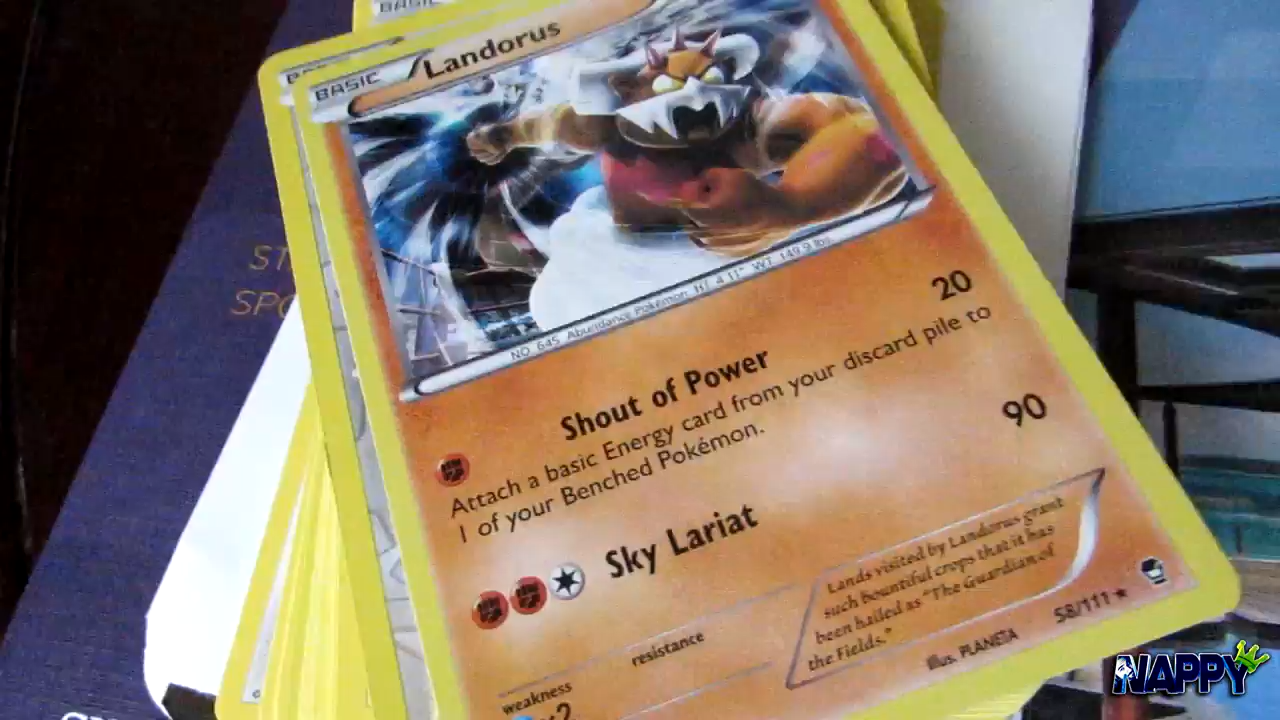 BASIC
BASIC
Landorus
NO. 645 Abundance Pokémon HT. 4'11" WT. 149.9 lbs
20
Shout of Power
Attach a basic Energy card from your discard pile to
1 of your Benched Pokémon.
90
Sky Lariat
Lands visited by Landorus grant
such bountiful crops that it has
been hailed as "The Guardian of
the Fields."
resistance
weakness
×2
Illus. PLANETA
58/111
NAPPY